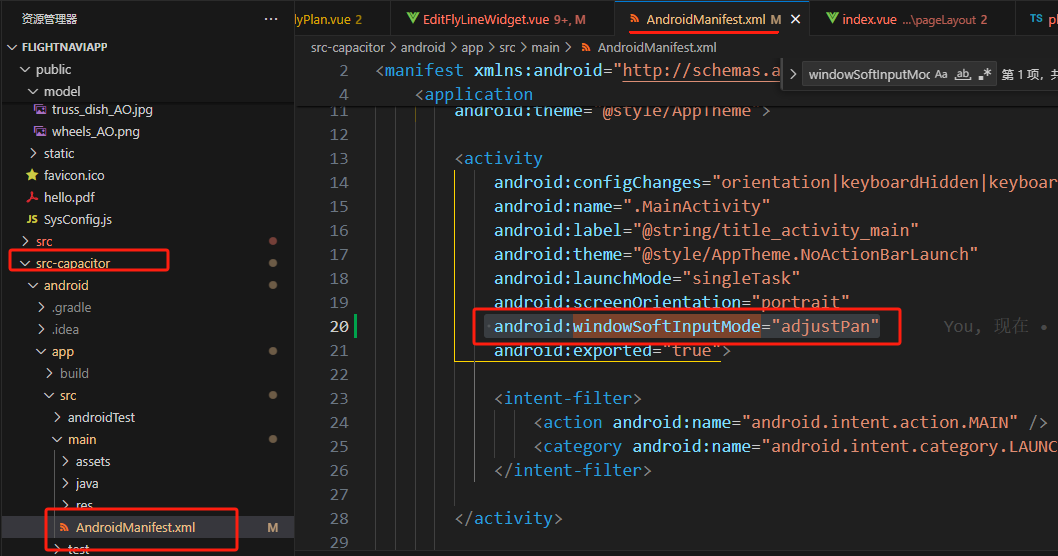 资源管理器 ···
lyPlan.vue 2
EditFlyLineWidget.vue 9+, M
AndroidManifest.xml M
index.vue ...\pageLayout 2
TS
FLIGHTNAVIAPP
public
model
truss_dish_AO.jpg
wheels_AO.png
static
favicon.ico
hello.pdf
JS SysConfig.js
src
src-capacitor
android
.gradle
.idea
app
build
src
androidTest
main
assets
java
res
AndroidManifest.xml M
test
src-capacitor > android > app > src > main > AndroidManifest.xml
windowSoftInputMod Aa ab .* 第 1 项，共
2 <manifest xmlns:android="http://schemas.a
4 <application
11 android:theme="@style/AppTheme">
12
13 <activity
14 android:configChanges="orientation|keyboardHidden|keyboar
15 android:name=".MainActivity"
16 android:label="@string/title_activity_main"
17 android:theme="@style/AppTheme.NoActionBarLaunch"
18 android:launchMode="singleTask"
19 android:screenOrientation="portrait"
20 android:windowSoftInputMode="adjustPan" You, 现在 •
21 android:exported="true">
22
23 <intent-filter>
24 <action android:name="android.intent.action.MAIN" />
25 <category android:name="android.intent.category.LAUNC
26 </intent-filter>
27
28 </activity>
29